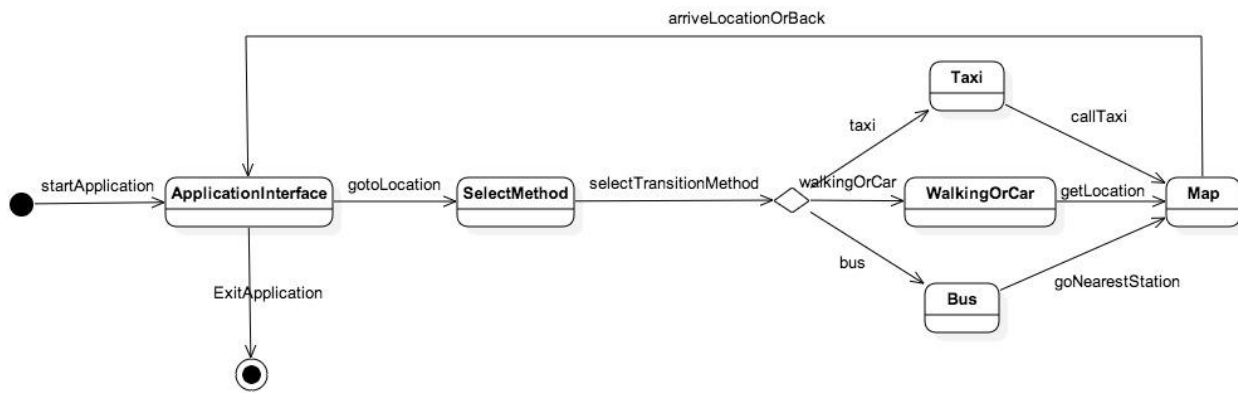 arriveLocationOrBack
Taxi
taxi
callTaxi
startApplication
ApplicationInterface
gotoLocation
SelectMethod
selectTransitionMethod
walkingOrCar
WalkingOrCar
getLocation
Map
bus
ExitApplication
Bus
goNearestStation